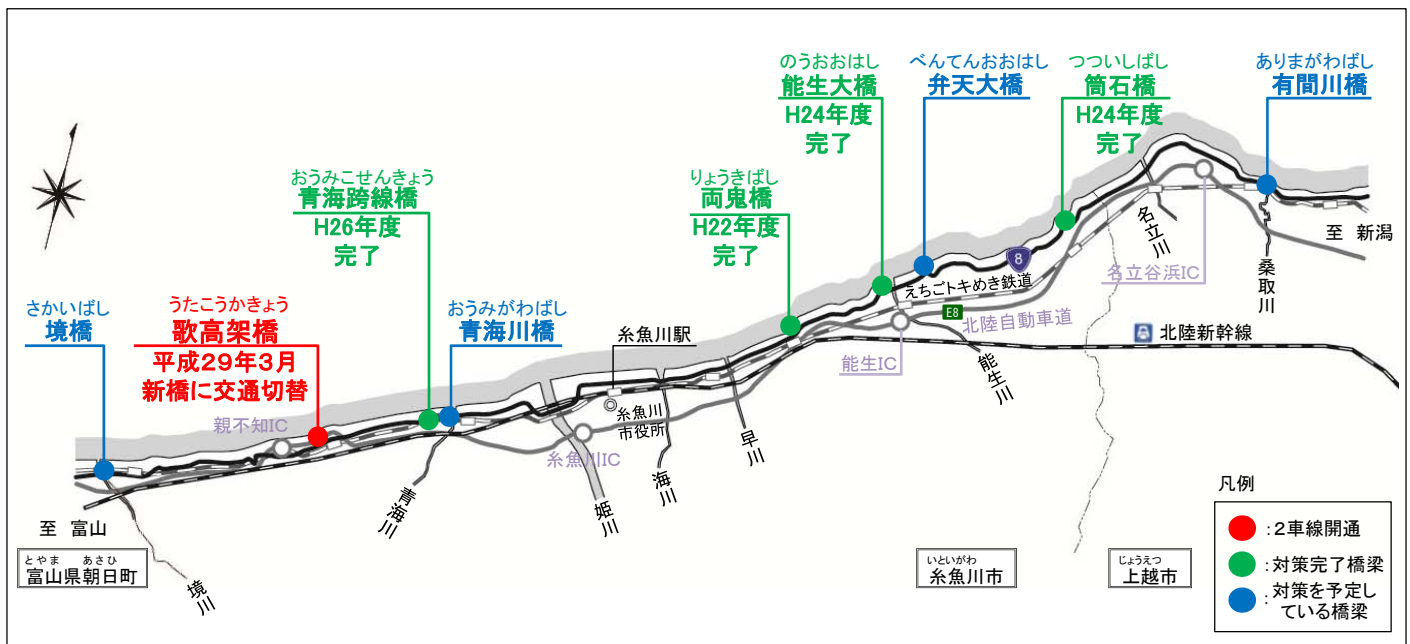 のうおおはし
能生大橋
H24年度
完了
べんてんおおはし
弁天大橋
つついしばし
筒石橋
H24年度
完了
ありまがわばし
有間川橋
おうみこせんきょう
青海跨線橋
H26年度
完了
りょうきばし
両鬼橋
H22年度
完了
さかいばし
境橋
うたこうかきょう
歌高架橋
平成29年3月
新橋に交通切替
おうみがわばし
青海川橋
親不知IC
糸魚川駅
糸魚川
市役所
糸魚川IC
えちごトキめき鉄道
8
E8
北陸自動車道
能生IC
能生川
名立川
名立谷浜IC
桑取川
至 新潟
北陸新幹線
早川
海川
姫川
青海川
境川
至 富山
とやま あさひ
富山県朝日町
いといがわ
糸魚川市
じょうえつ
上越市
凡例
:2車線開通
:対策完了橋梁
:対策を予定し
ている橋梁